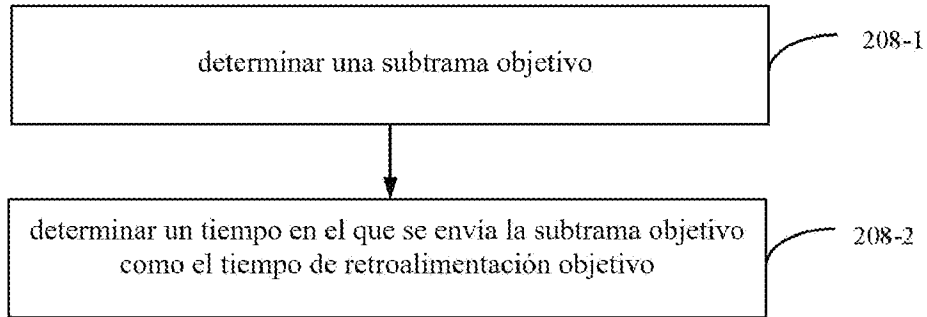 determinar una subtrama objetivo
208-1
determinar un tiempo en el que se envía la subtrama objetivo
como el tiempo de retroalimentación objetivo
208-2